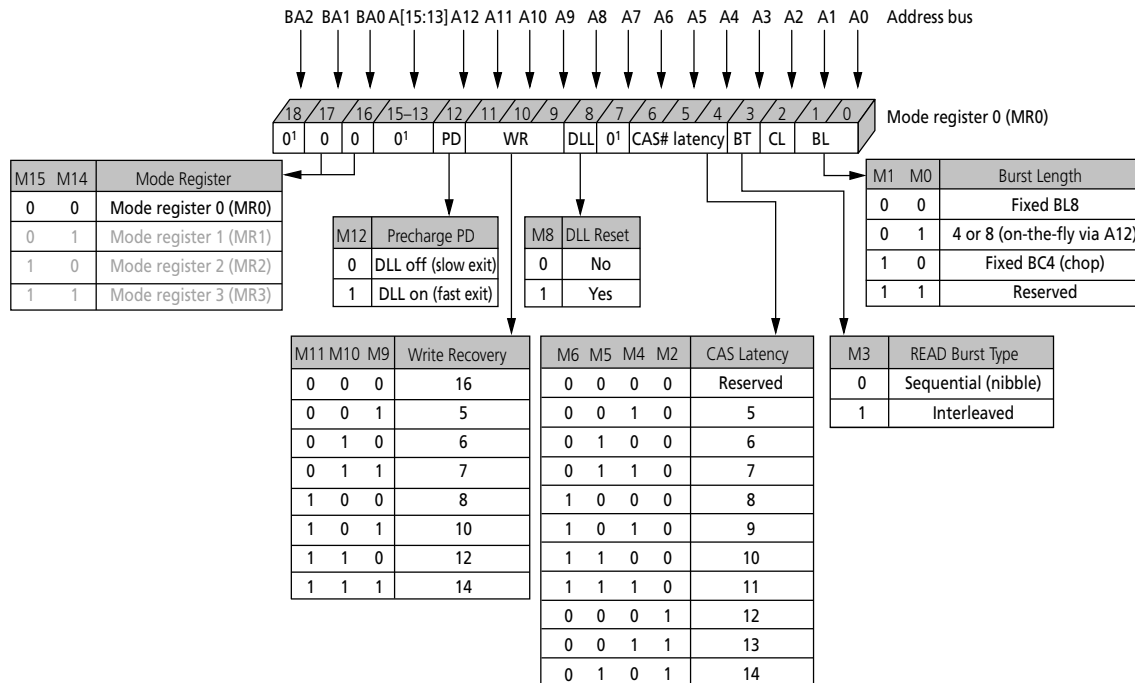 BA2 BA1 BA0 A[15:13] A12 A11 A10 A9 A8 A7 A6 A5 A4 A3 A2 A1 A0 Address bus
18 17 16 15–13 12 11 10 9 8 7 6 5 4 3 2 1 0 Mode register 0 (MR0)
0¹ 0 0 0¹ PD WR DLL 0¹ CAS# latency BT CL BL
M15 M14 Mode Register
0 0 Mode register 0 (MR0)
0 1 Mode register 1 (MR1)
1 0 Mode register 2 (MR2)
1 1 Mode register 3 (MR3)
M12 Precharge PD
0 DLL off (slow exit)
1 DLL on (fast exit)
M8 DLL Reset
0 No
1 Yes
M1 M0 Burst Length
0 0 Fixed BL8
0 1 4 or 8 (on-the-fly via A12)
1 0 Fixed BC4 (chop)
1 1 Reserved
M11 M10 M9 Write Recovery
0 0 0 16
0 0 1 5
0 1 0 6
0 1 1 7
1 0 0 8
1 0 1 10
1 1 0 12
1 1 1 14
M6 M5 M4 M2 CAS Latency
0 0 0 0 Reserved
0 0 1 0 5
0 1 0 0 6
0 1 1 0 7
1 0 0 0 8
1 0 1 0 9
1 1 0 0 10
1 1 1 0 11
0 0 0 1 12
0 0 1 1 13
0 1 0 1 14
M3 READ Burst Type
0 Sequential (nibble)
1 Interleaved